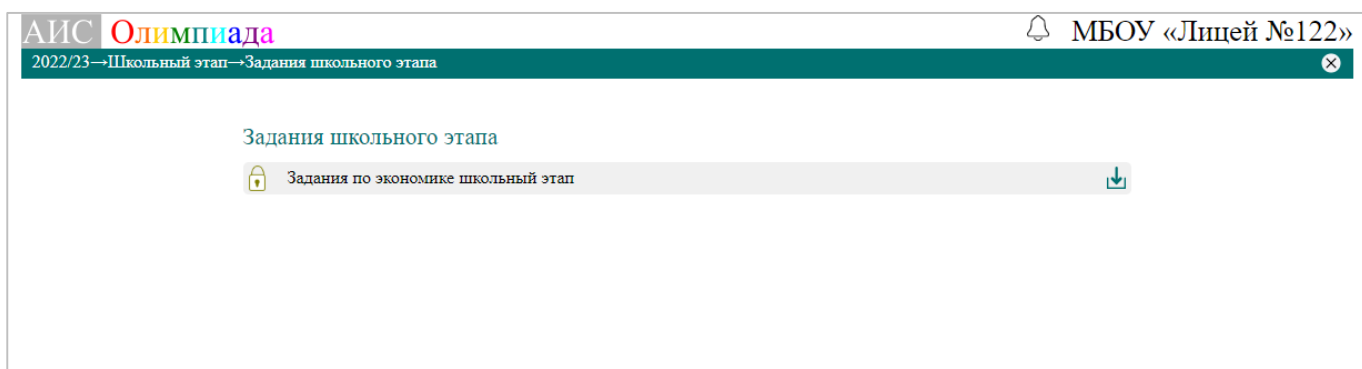 АИС Олимпиада МБОУ «Лицей №122»
2022/23→Школьный этап→Задания школьного этапа
Задания школьного этапа
Задания по экономике школьный этап